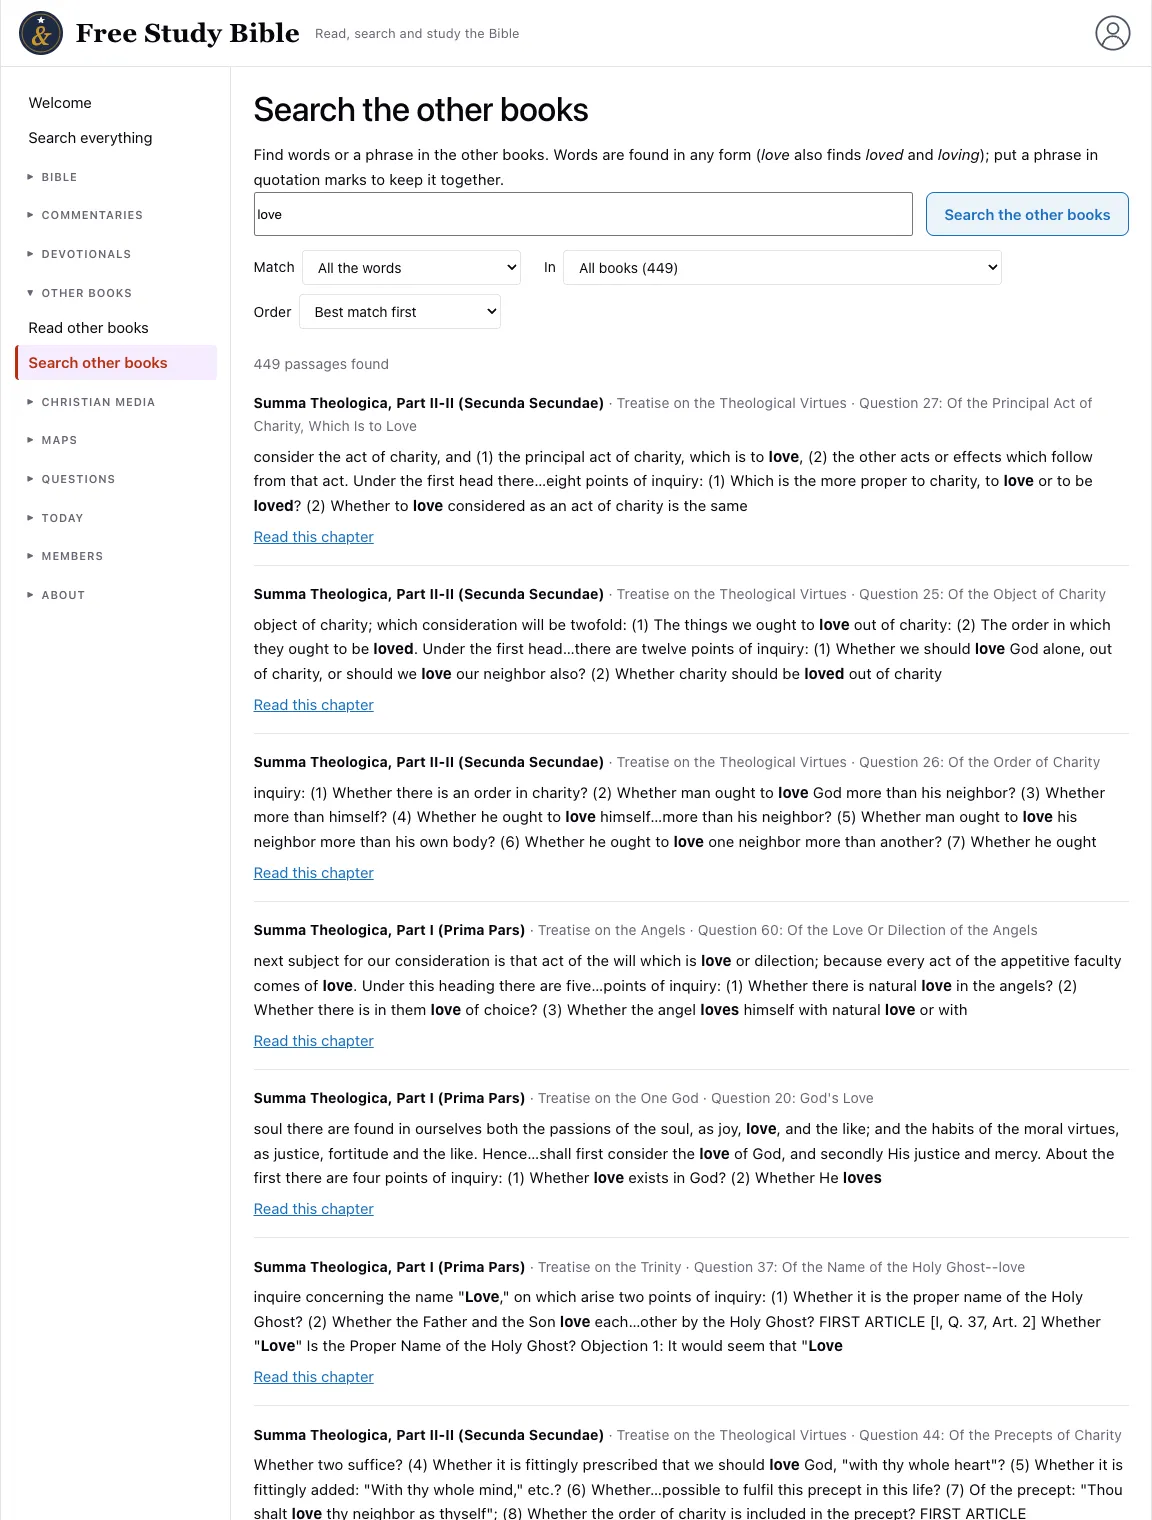 &
Free Study Bible
Read, search and study the Bible
Welcome
Search everything
BIBLE
COMMENTARIES
DEVOTIONALS
OTHER BOOKS
Read other books
Search other books
CHRISTIAN MEDIA
MAPS
QUESTIONS
TODAY
MEMBERS
ABOUT
Search the other books
Find words or a phrase in the other books. Words are found in any form (love also finds loved and loving); put a phrase in
quotation marks to keep it together.
love
Search the other books
Match All the words In All books (449)
Order Best match first
449 passages found
Summa Theologica, Part II-II (Secunda Secundae) · Treatise on the Theological Virtues · Question 27: Of the Principal Act of
Charity, Which Is to Love
consider the act of charity, and (1) the principal act of charity, which is to love, (2) the other acts or effects which follow
from that act. Under the first head there…eight points of inquiry: (1) Which is the more proper to charity, to love or to be
loved? (2) Whether to love considered as an act of charity is the same
Read this chapter
Summa Theologica, Part II-II (Secunda Secundae) · Treatise on the Theological Virtues · Question 25: Of the Object of Charity
object of charity; which consideration will be twofold: (1) The things we ought to love out of charity: (2) The order in which
they ought to be loved. Under the first head…there are twelve points of inquiry: (1) Whether we should love God alone, out
of charity, or should we love our neighbor also? (2) Whether charity should be loved out of charity
Read this chapter
Summa Theologica, Part II-II (Secunda Secundae) · Treatise on the Theological Virtues · Question 26: Of the Order of Charity
inquiry: (1) Whether there is an order in charity? (2) Whether man ought to love God more than his neighbor? (3) Whether
more than himself? (4) Whether he ought to love himself…more than his neighbor? (5) Whether man ought to love his
neighbor more than his own body? (6) Whether he ought to love one neighbor more than another? (7) Whether he ought
Read this chapter
Summa Theologica, Part I (Prima Pars) · Treatise on the Angels · Question 60: Of the Love Or Dilection of the Angels
next subject for our consideration is that act of the will which is love or dilection; because every act of the appetitive faculty
comes of love. Under this heading there are five…points of inquiry: (1) Whether there is natural love in the angels? (2)
Whether there is in them love of choice? (3) Whether the angel loves himself with natural love or with
Read this chapter
Summa Theologica, Part I (Prima Pars) · Treatise on the One God · Question 20: God's Love
soul there are found in ourselves both the passions of the soul, as joy, love, and the like; and the habits of the moral virtues,
as justice, fortitude and the like. Hence…shall first consider the love of God, and secondly His justice and mercy. About the
first there are four points of inquiry: (1) Whether love exists in God? (2) Whether He loves
Read this chapter
Summa Theologica, Part I (Prima Pars) · Treatise on the Trinity · Question 37: Of the Name of the Holy Ghost--love
inquire concerning the name "Love," on which arise two points of inquiry: (1) Whether it is the proper name of the Holy
Ghost? (2) Whether the Father and the Son love each…other by the Holy Ghost? FIRST ARTICLE [I, Q. 37, Art. 2] Whether
"Love" Is the Proper Name of the Holy Ghost? Objection 1: It would seem that "Love
Read this chapter
Summa Theologica, Part II-II (Secunda Secundae) · Treatise on the Theological Virtues · Question 44: Of the Precepts of Charity
Whether two suffice? (4) Whether it is fittingly prescribed that we should love God, "with thy whole heart"? (5) Whether it is
fittingly added: "With thy whole mind," etc.? (6) Whether…possible to fulfil this precept in this life? (7) Of the precept: "Thou
shalt love thy neighbor as thyself"; (8) Whether the order of charity is included in the precept? FIRST ARTICLE